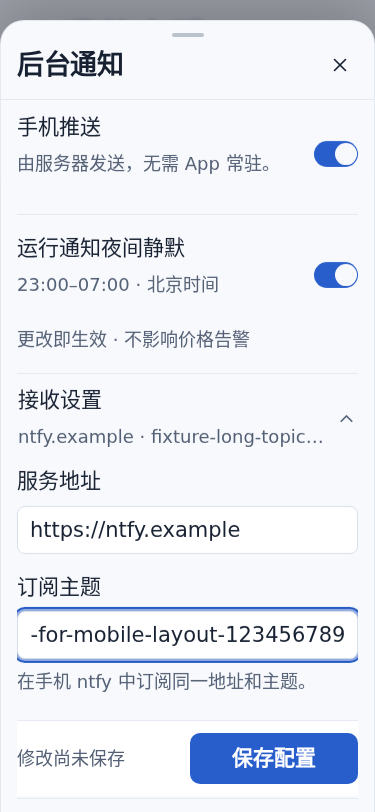 后台通知
手机推送
由服务器发送，无需 App 常驻。
运行通知夜间静默
23:00–07:00 · 北京时间
更改即生效 · 不影响价格告警
接收设置
ntfy.example · fixture-long-topic…
服务地址
https://ntfy.example
订阅主题
-for-mobile-layout-123456789
在手机 ntfy 中订阅同一地址和主题。
修改尚未保存
保存配置